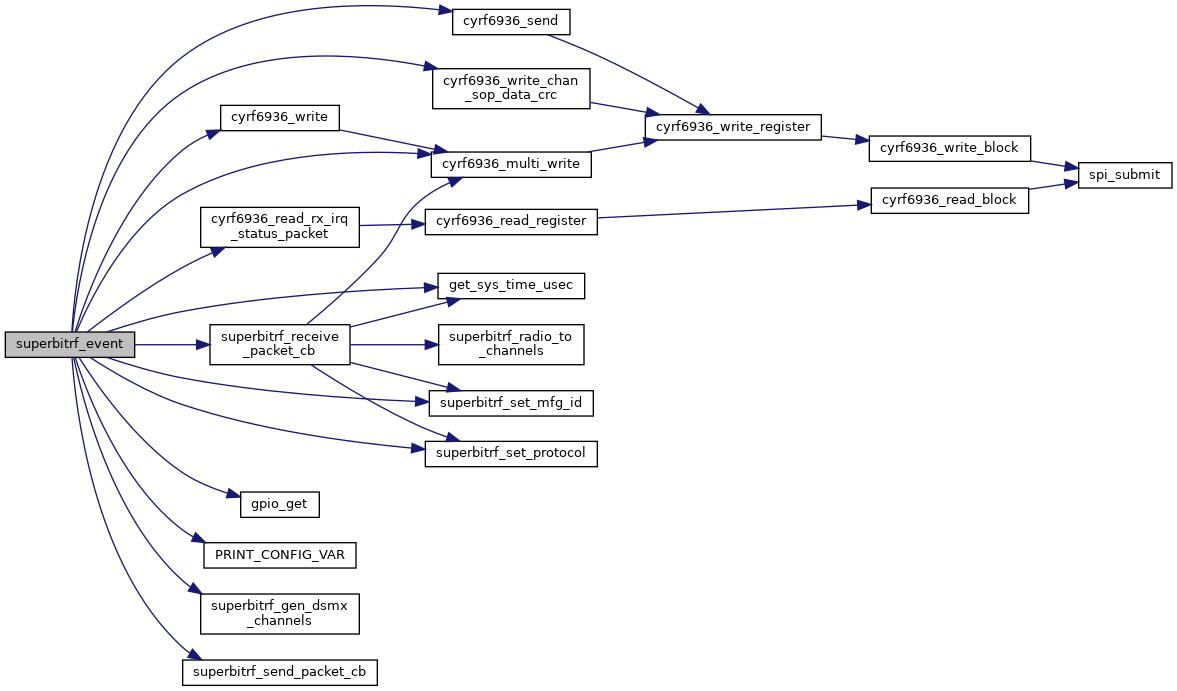 cyrf6936_send
cyrf6936_write_chan
_sop_data_crc
cyrf6936_write
cyrf6936_write_register
cyrf6936_write_block
cyrf6936_multi_write
spi_submit
cyrf6936_read_block
cyrf6936_read_rx_irq
_status_packet
cyrf6936_read_register
get_sys_time_usec
superbitrf_event
superbitrf_receive
_packet_cb
superbitrf_radio_to
_channels
superbitrf_set_mfg_id
superbitrf_set_protocol
gpio_get
PRINT_CONFIG_VAR
superbitrf_gen_dsmx
_channels
superbitrf_send_packet_cb